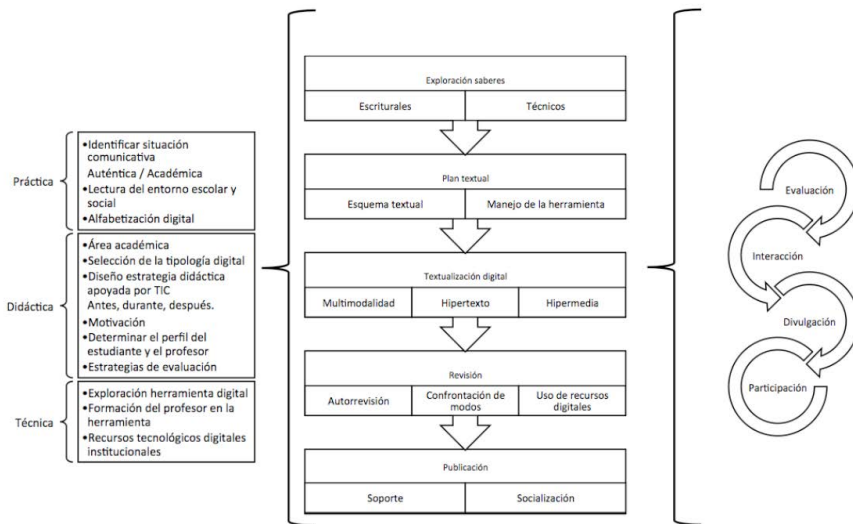 Práctica
•Identificar situación
comunicativa
Auténtica / Académica
•Lectura del entorno escolar y
social
•Alfabetización digital
Didáctica
•Área académica
•Selección de la tipología digital
•Diseño estrategia didáctica
apoyada por TIC
Antes, durante, después.
•Motivación
•Determinar el perfil del
estudiante y el profesor
•Estrategias de evaluación
Técnica
•Exploración herramienta digital
•Formación del profesor en la
herramienta
•Recursos tecnológicos digitales
institucionales
Exploración saberes
Escriturales
Técnicos
Plan textual
Esquema textual
Manejo de la herramienta
Textualización digital
Multimodalidad
Hipertexto
Hipermedia
Revisión
Autorrevisión
Confrontación de
modos
Uso de recursos
digitales
Publicación
Soporte
Socialización
Evaluación
Interacción
Divulgación
Participación